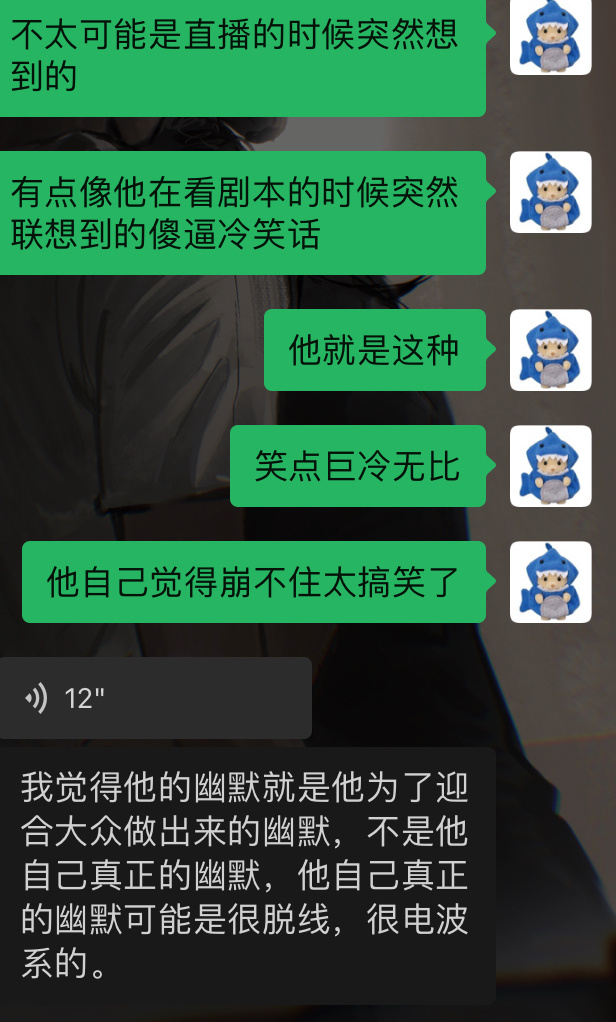 不太可能是直播的时候突然想
到的
有点像他在看剧本的时候突然
联想到的傻逼冷笑话
他就是这种
笑点巨冷无比
他自己觉得崩不住太搞笑了
12"
我觉得他的幽默就是他为了迎
合大众做出来的幽默，不是他
自己真正的幽默，他自己真正
的幽默可能是很脱线，很电波
系的。